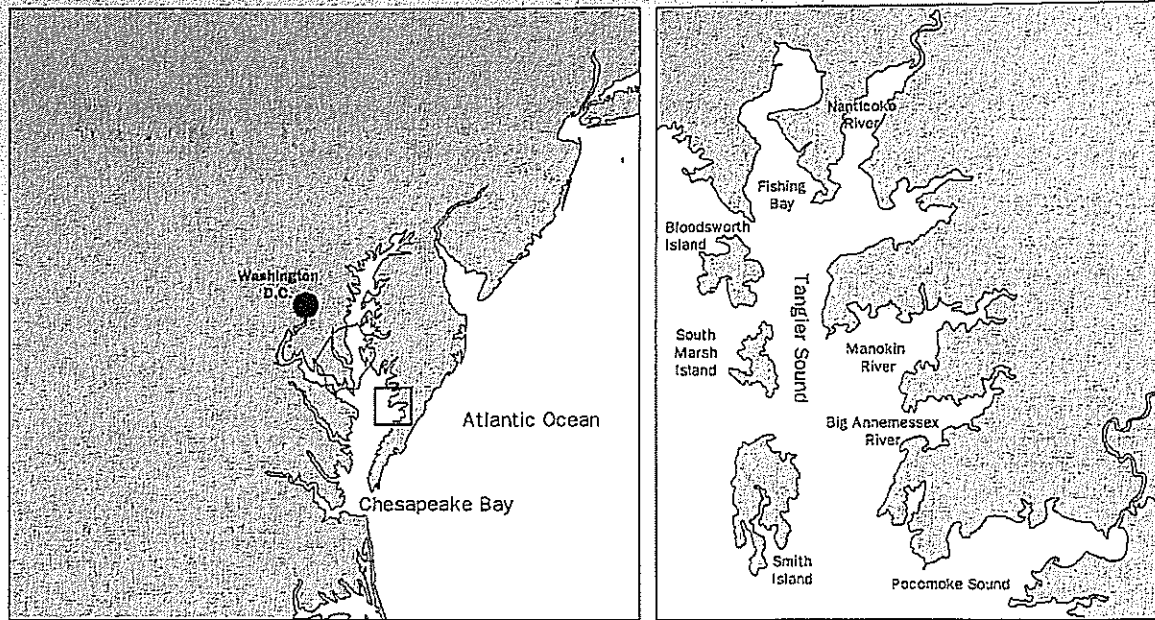 Washington
D.C.
Atlantic Ocean
Chesapeake Bay
Nanticoke
River
Fishing
Bay
Bloodsworth
Island
Tangier Sound
South
Marsh
Island
Manokin
River
Big Annemessex
River
Smith
Island
Pocomoke Sound